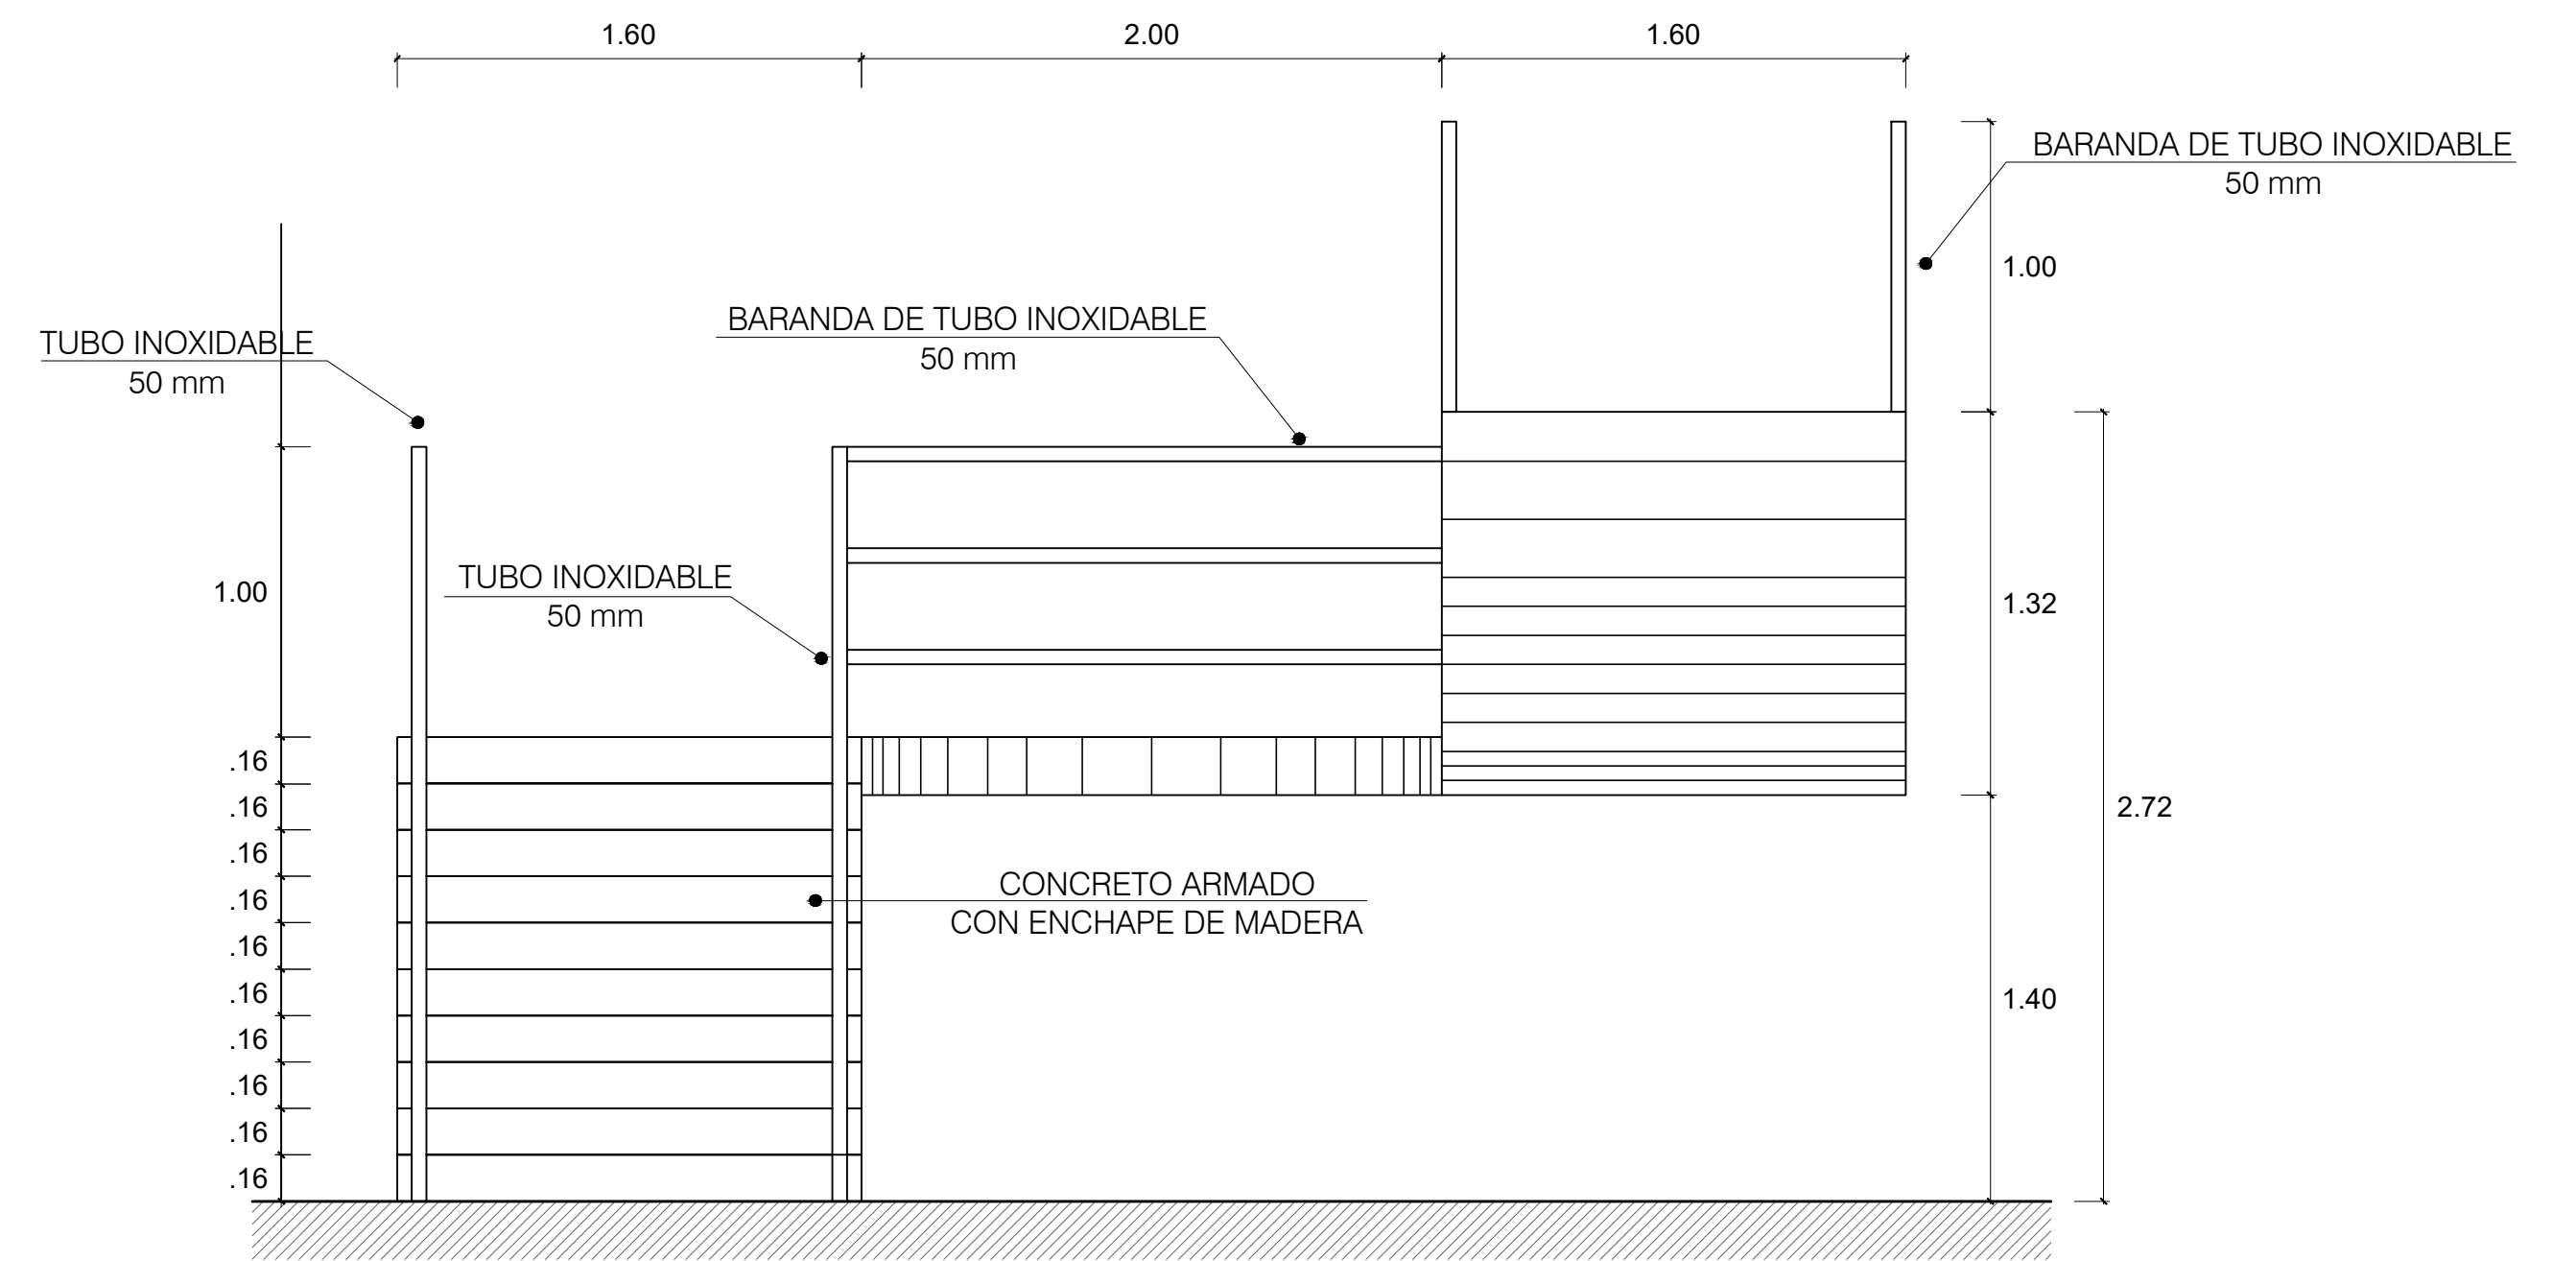 1.60
2.00
1.60
BARANDA DE TUBO INOXIDABLE
50 mm
1.00
BARANDA DE TUBO INOXIDABLE
50 mm
TUBO INOXIDABLE
50 mm
TUBO INOXIDABLE
50 mm
1.00
1.32
.16
.16
.16
.16
.16
.16
.16
.16
.16
.16
2.72
CONCRETO ARMADO
CON ENCHAPE DE MADERA
1.40